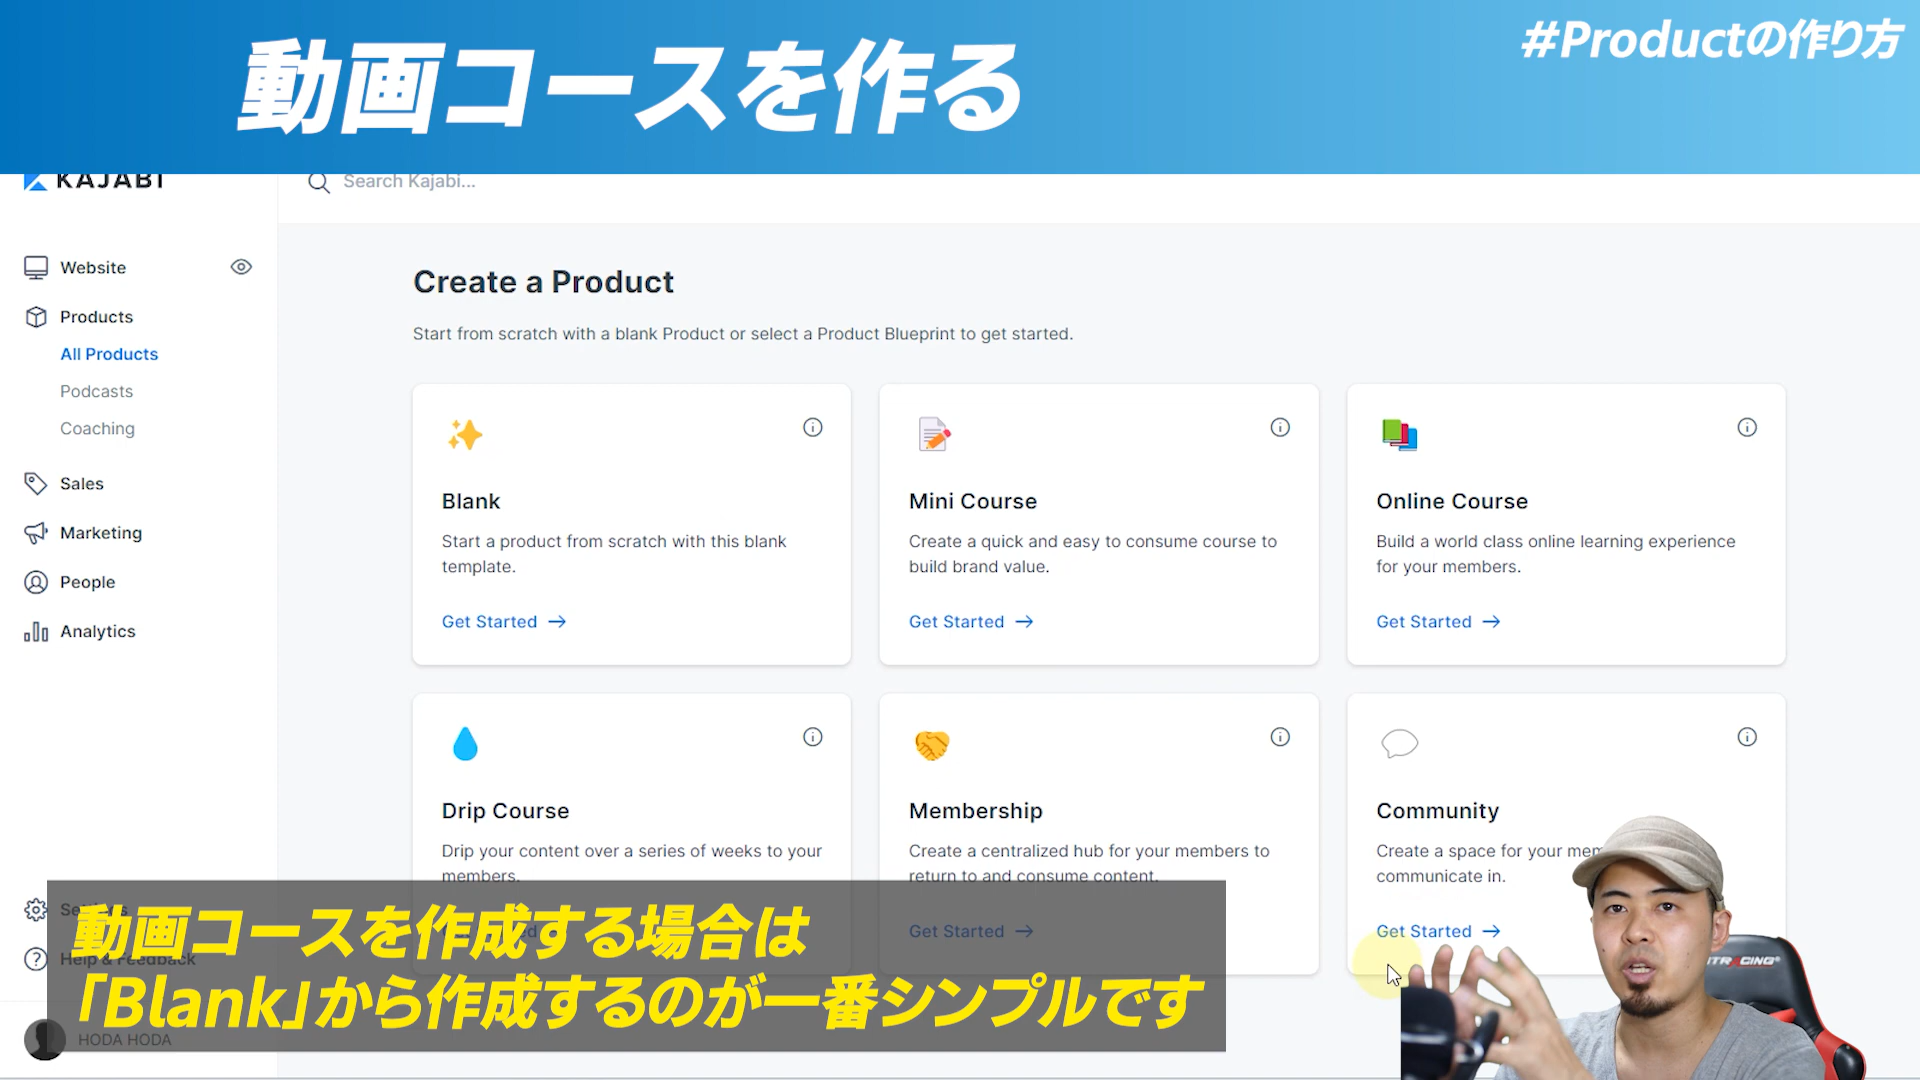 動画コースを作る
#Productの作り方
KAJABI
Search Kajabi...
Website
Products
All Products
Podcasts
Coaching
Sales
Marketing
People
Analytics
Help & Feedback
HODA HODA
Create a Product
Start from scratch with a blank Product or select a Product Blueprint to get started.
Blank
Start a product from scratch with this blank
template.
Get Started
Mini Course
Create a quick and easy to consume course to
build brand value.
Get Started
Online Course
Build a world class online learning experience
for your members.
Get Started
Drip Course
Drip your content over a series of weeks to your
members.
Membership
Create a centralized hub for your members to
return to and consume content.
Get Started
Community
Create a space for your
communicate in.
Get Started
動画コースを作成する場合は
「Blank」から作成するのが一番シンプルです